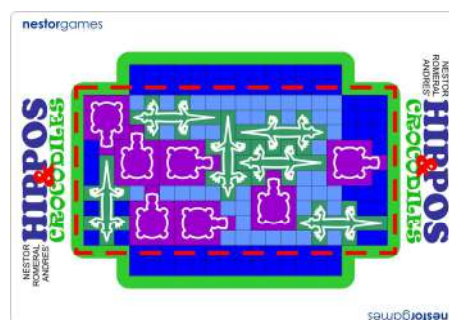 nestorgames
NESTOR
ROMERAL
ANDRES'
HIPPOS
&
CROCODILES
NESTOR
ROMERAL
ANDRES'
HIPPOS
&
CROCODILES
nestorgames